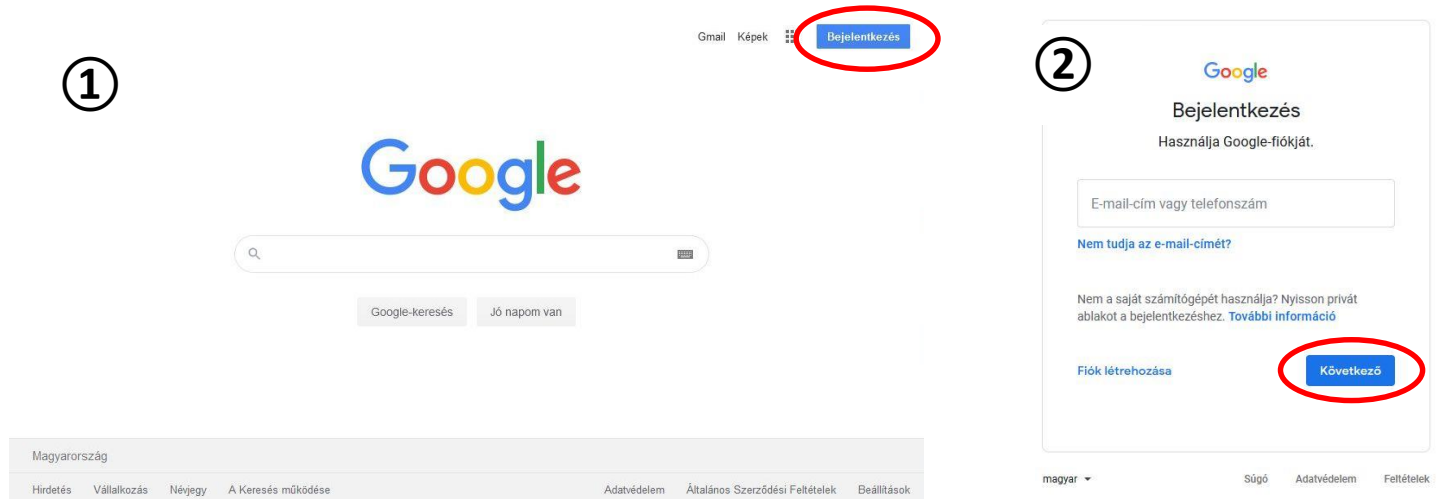 ①
Gmail Képek Bejelentkezés
Google
Google-keresés Jó napom van
Magyarország
Hirdetés Vállalkozás Névjegy A Keresés működése Adatvédelem Általános Szerződési Feltételek Beállítások
②
Google
Bejelentkezés
Használja Google-fiókját.
E-mail-cím vagy telefonszám
Nem tudja az e-mail-címét?
Nem a saját számítógépét használja? Nyisson privát
ablakot a bejelentkezéshez. További információ
Fiók létrehozása Következő
magyar Súgó Adatvédelem Feltételek